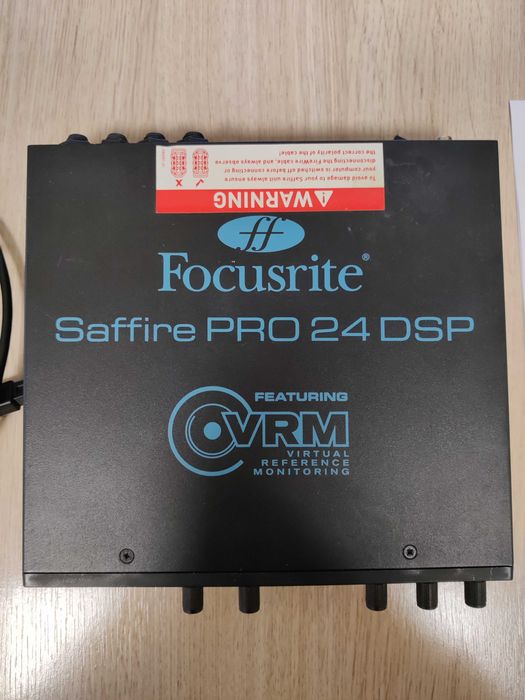 ⚠WARNING
To avoid damage to your Saffire unit always ensure
your computer is switched off before connecting or
disconnecting the FireWire cable, and always observe
the correct polarity of the cable!
ff
Focusrite®
Saffire PRO 24 DSP
FEATURING
VRM
VIRTUAL
REFERENCE
MONITORING